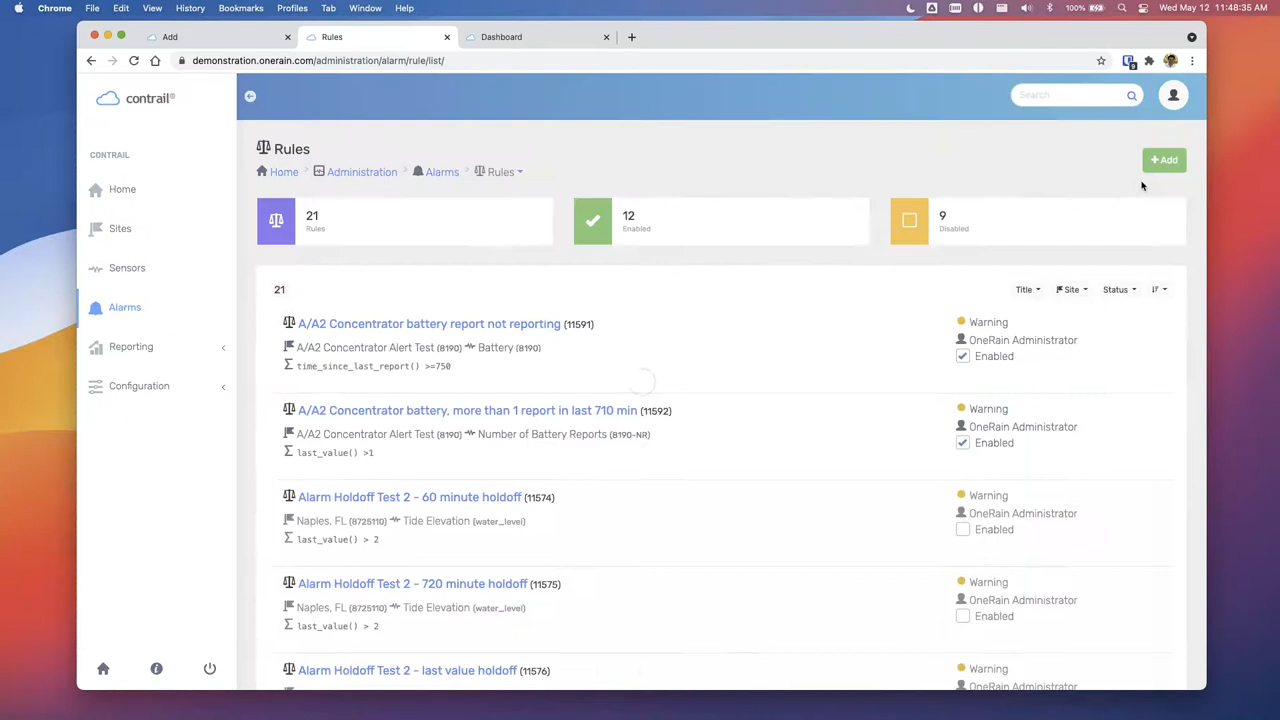 Chrome File Edit View History Bookmarks Profiles Tab Window Help 100% Wed May 12 11:48:35 AM
Add Rules Dashboard
demonstration.onerain.com/administration/alarm/rule/list/
contrail®
Search
CONTRAIL
Home
Sites
Sensors
Alarms
Reporting
Configuration
Rules
Home Administration Alarms Rules
+ Add
21
Rules
12
Enabled
9
Disabled
21 Title Site Status
A/A2 Concentrator battery report not reporting (11591)
A/A2 Concentrator Alert Test (8190) Battery (8190)
Σ time_since_last_report() >=750
Warning
OneRain Administrator
Enabled
A/A2 Concentrator battery, more than 1 report in last 710 min (11592)
A/A2 Concentrator Alert Test (8190) Number of Battery Reports (8190-NR)
Σ last_value() >1
Warning
OneRain Administrator
Enabled
Alarm Holdoff Test 2 - 60 minute holdoff (11574)
Naples, FL (8725110) Tide Elevation (water_level)
Σ last_value() > 2
Warning
OneRain Administrator
Enabled
Alarm Holdoff Test 2 - 720 minute holdoff (11575)
Naples, FL (8725110) Tide Elevation (water_level)
Σ last_value() > 2
Warning
OneRain Administrator
Enabled
Alarm Holdoff Test 2 - last value holdoff (11576)
Warning
OneRain Administrator